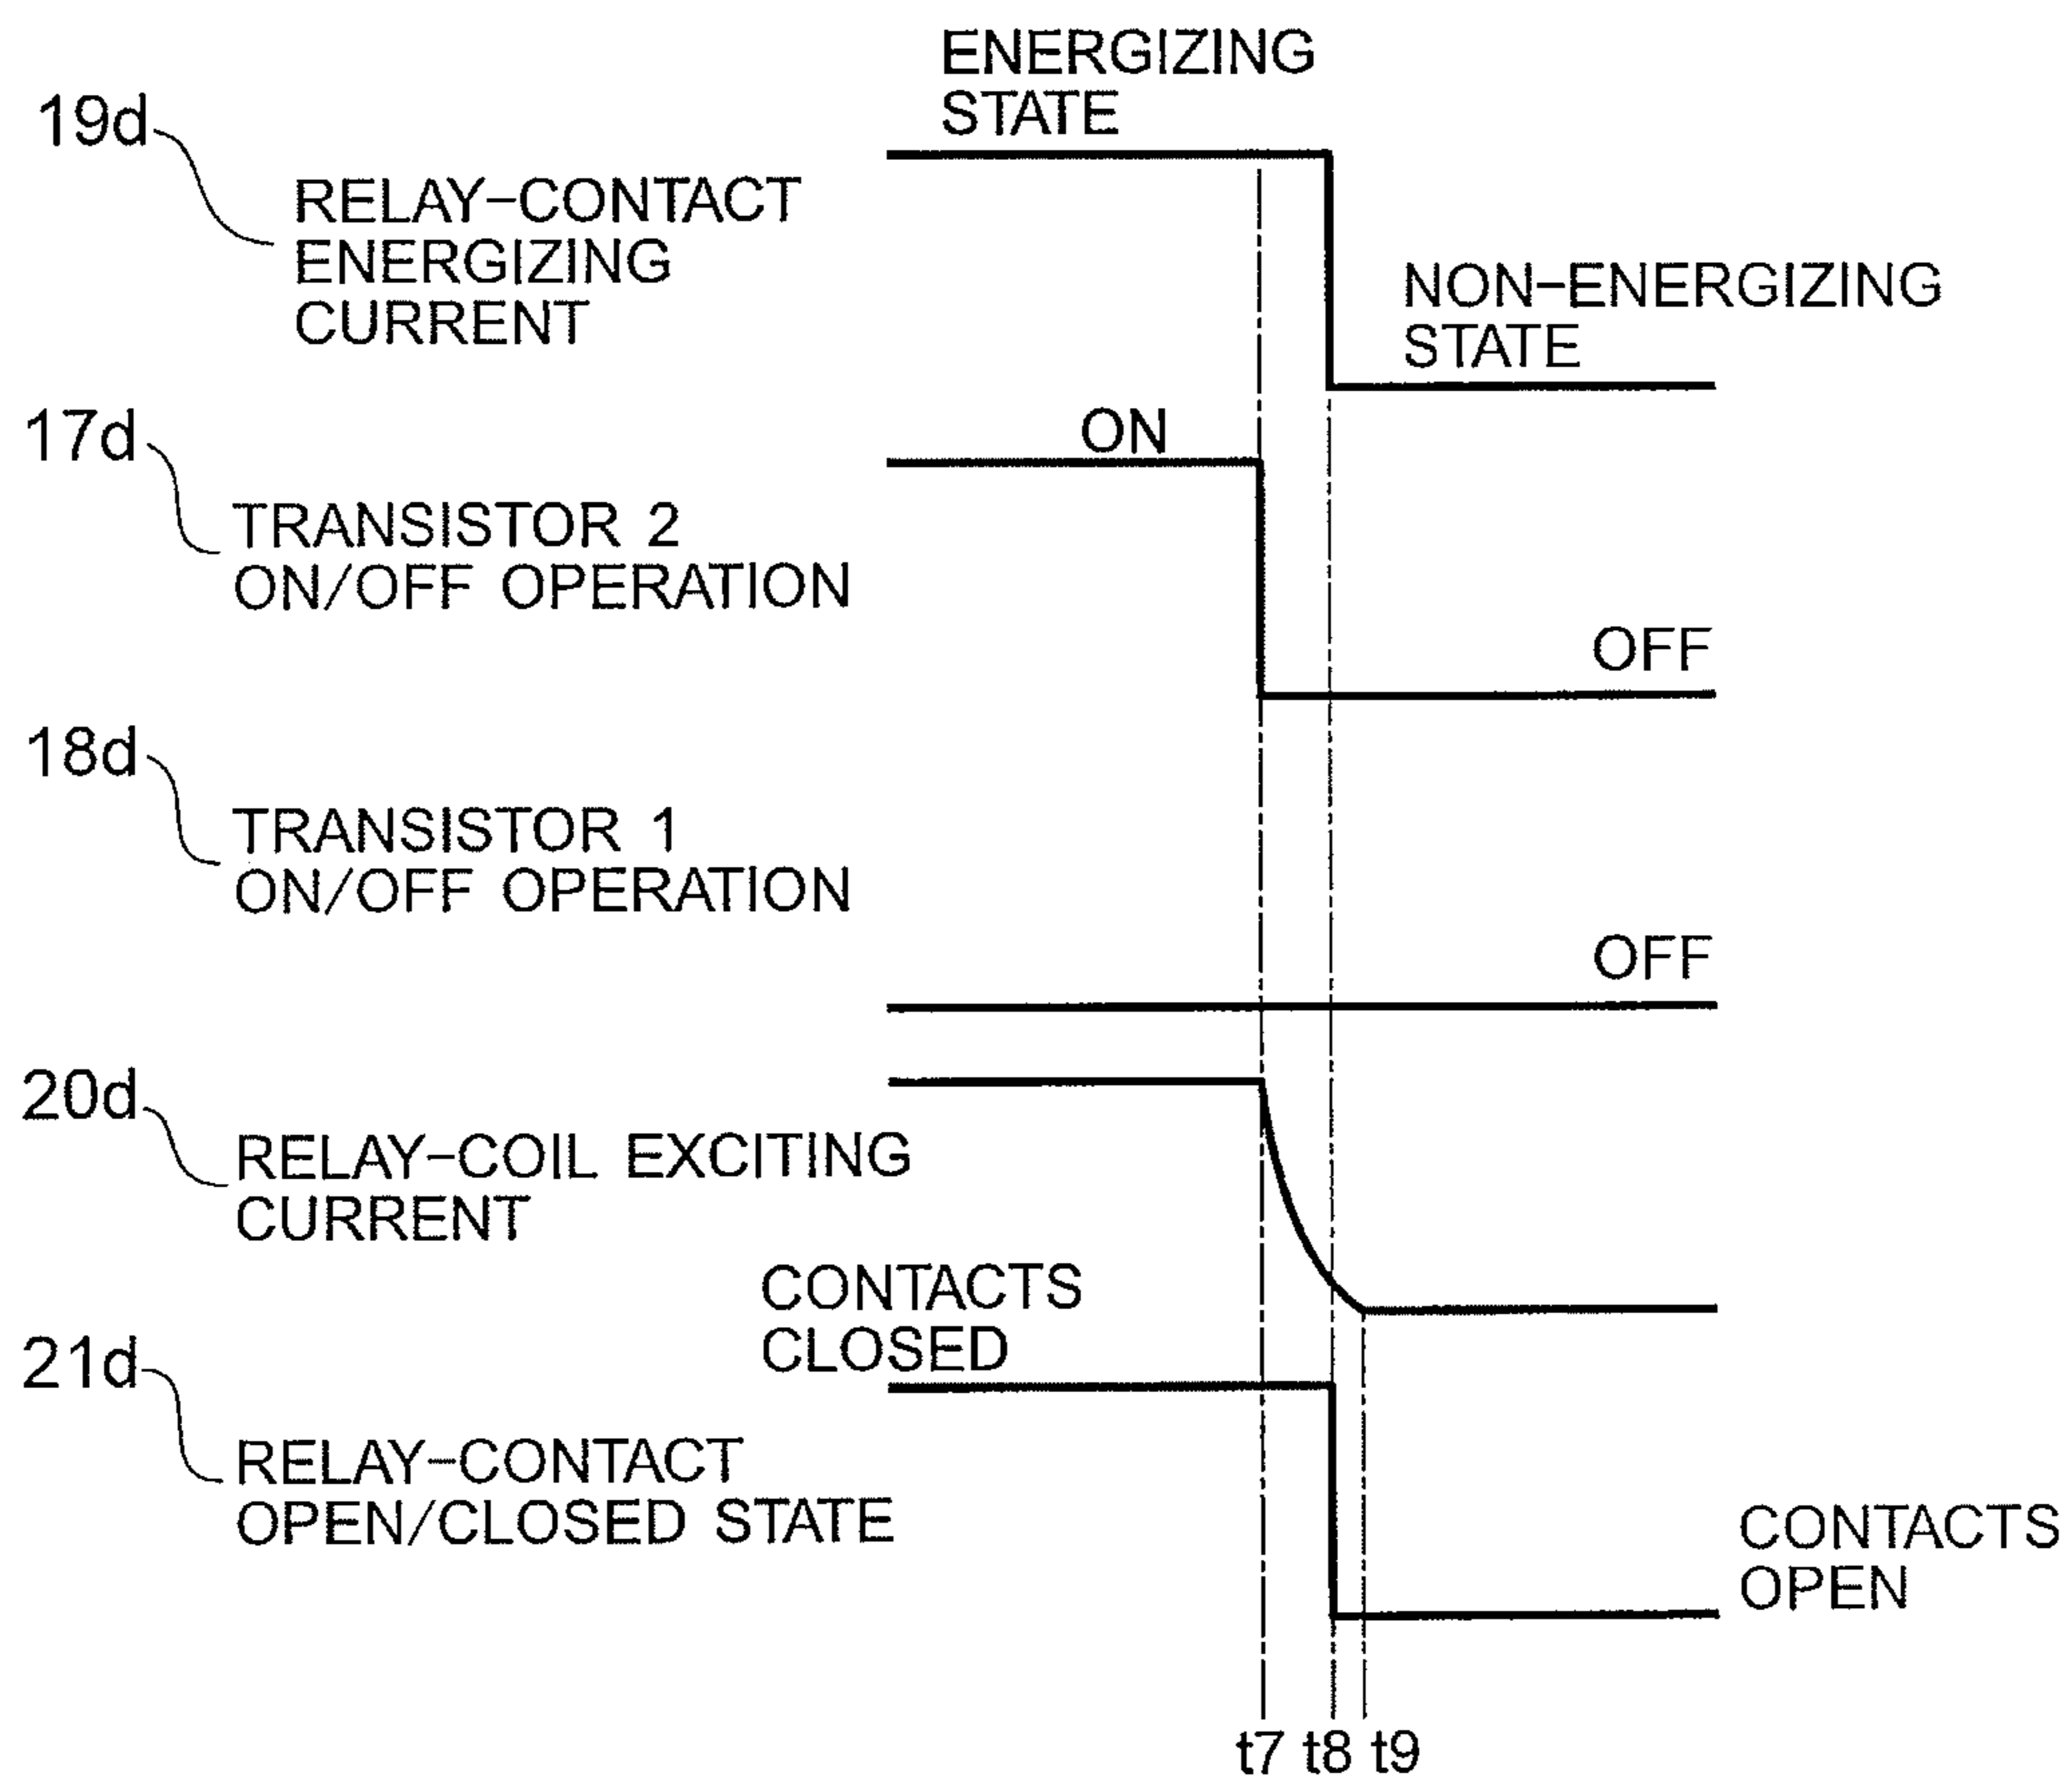 ENERGIZING
STATE
19d
RELAY-CONTACT
ENERGIZING
CURRENT
NON-ENERGIZING
STATE
17d
ON
TRANSISTOR 2
ON/OFF OPERATION
OFF
18d
TRANSISTOR 1
ON/OFF OPERATION
OFF
20d
RELAY-COIL EXCITING
CURRENT
CONTACTS
CLOSED
21d
RELAY-CONTACT
OPEN/CLOSED STATE
CONTACTS
OPEN
t7 t8 t9